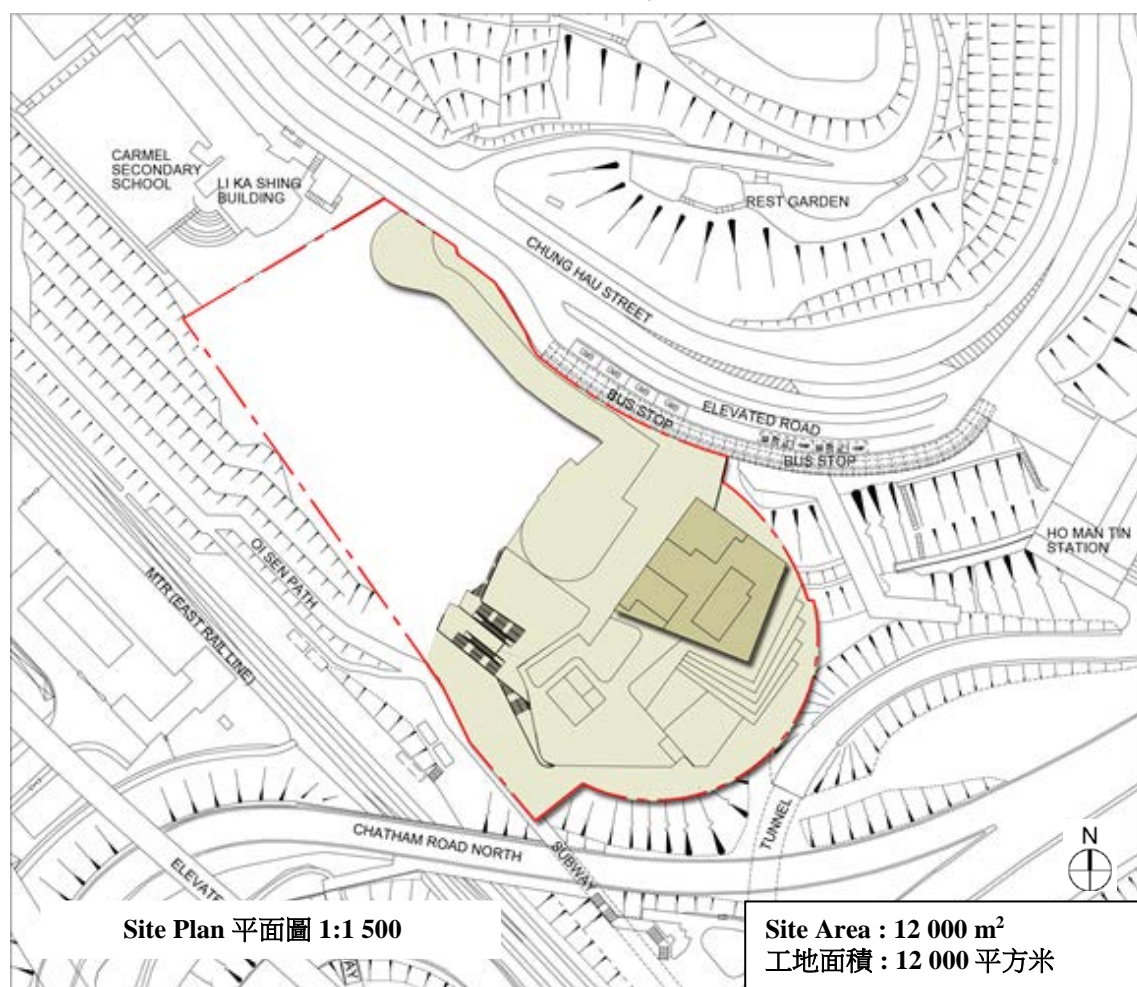 CARMEL
SECONDARY
SCHOOL
LI KA SHING
BUILDING
REST GARDEN
CHUNG HAU STREET
BUS STOP
ELEVATED ROAD
BUS STOP
HO MAN TIN
STATION
OI SEN PATH
MTR (EAST RAIL LINE)
CHATHAM ROAD NORTH
SUBWAY
TUNNEL
N
Site Plan 平面圖 1:1 500
Site Area : 12 000 m²
工地面積 : 12 000 平方米